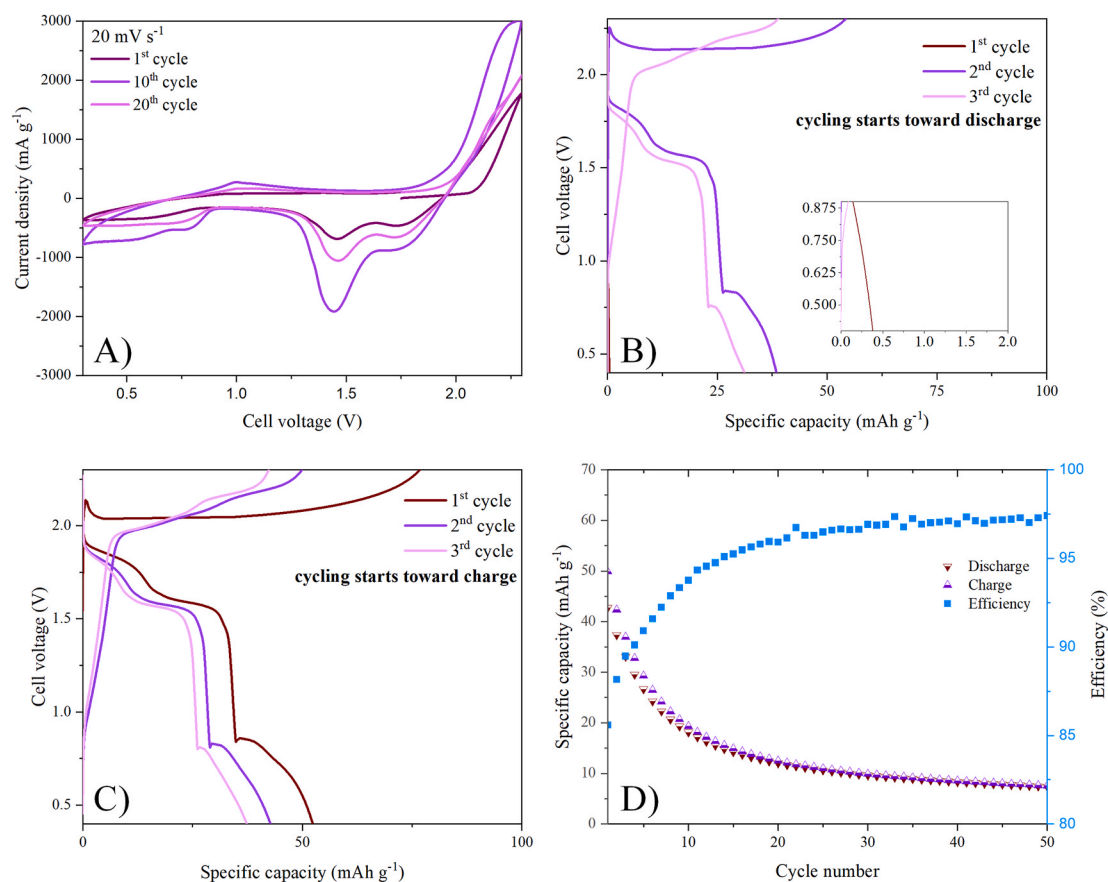 20 mV s⁻¹
1ˢᵗ cycle
10ᵗʰ cycle
20ᵗʰ cycle
3000
2000
1000
0
-1000
-2000
-3000
Current density (mA g⁻¹)
A)
0.5
1.0
1.5
2.0
Cell voltage (V)
1ˢᵗ cycle
2ⁿᵈ cycle
3ʳᵈ cycle
cycling starts toward discharge
2.0
1.5
1.0
0.5
Cell voltage (V)
0.875
0.750
0.625
0.500
0.0
0.5
1.0
1.5
2.0
B)
0
25
50
75
100
Specific capacity (mAh g⁻¹)
1ˢᵗ cycle
2ⁿᵈ cycle
3ʳᵈ cycle
cycling starts toward charge
2.0
1.5
1.0
0.5
Cell voltage (V)
C)
0
50
100
Specific capacity (mAh g⁻¹)
70
60
50
40
30
20
10
0
Specific capacity (mAh g⁻¹)
Discharge
Charge
Efficiency
100
95
90
85
80
Efficiency (%)
D)
10
20
30
40
50
Cycle number